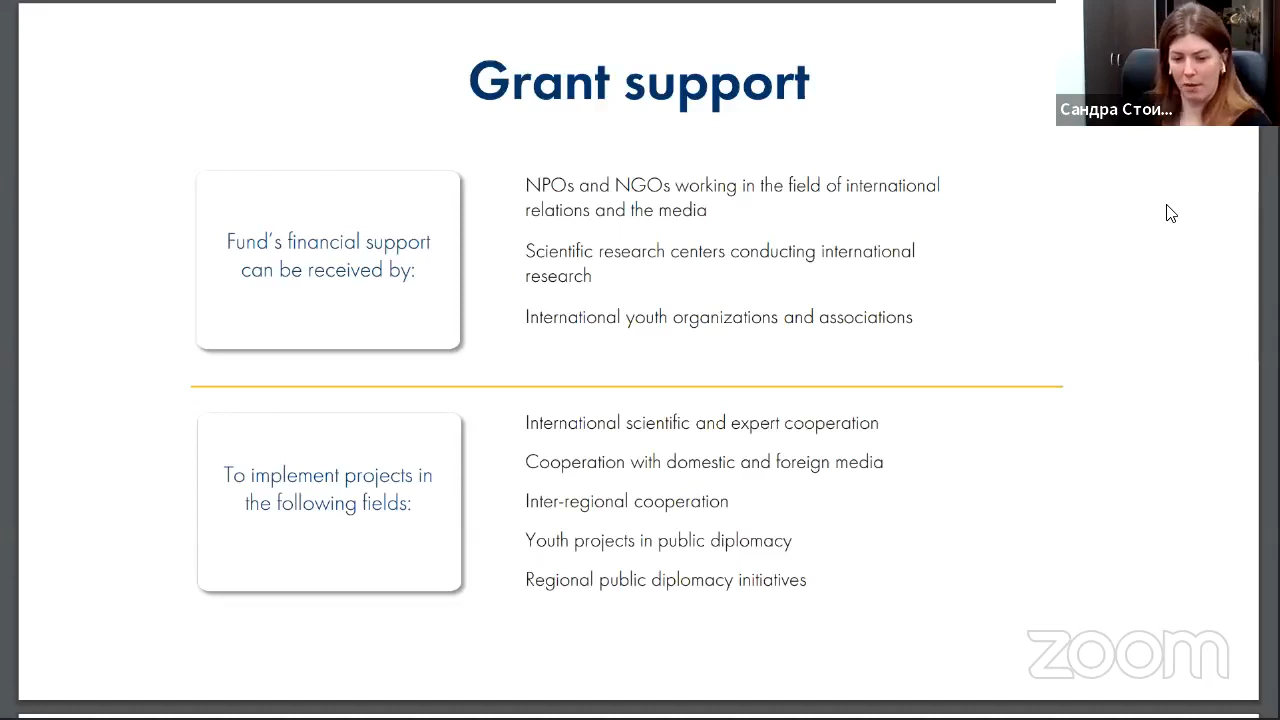 Grant support
Сандра Стои...
Fund's financial support
can be received by:
NPOs and NGOs working in the field of international
relations and the media
Scientific research centers conducting international
research
International youth organizations and associations
To implement projects in
the following fields:
International scientific and expert cooperation
Cooperation with domestic and foreign media
Inter-regional cooperation
Youth projects in public diplomacy
Regional public diplomacy initiatives
zoom